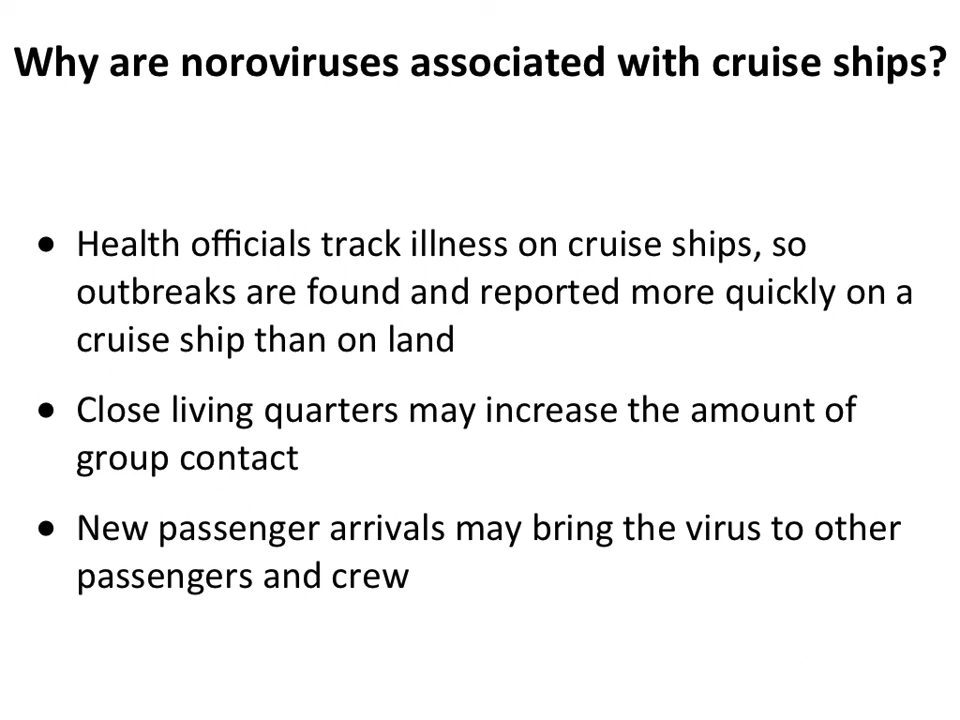 Why are noroviruses associated with cruise ships?
• Health officials track illness on cruise ships, so
outbreaks are found and reported more quickly on a
cruise ship than on land
• Close living quarters may increase the amount of
group contact
• New passenger arrivals may bring the virus to other
passengers and crew